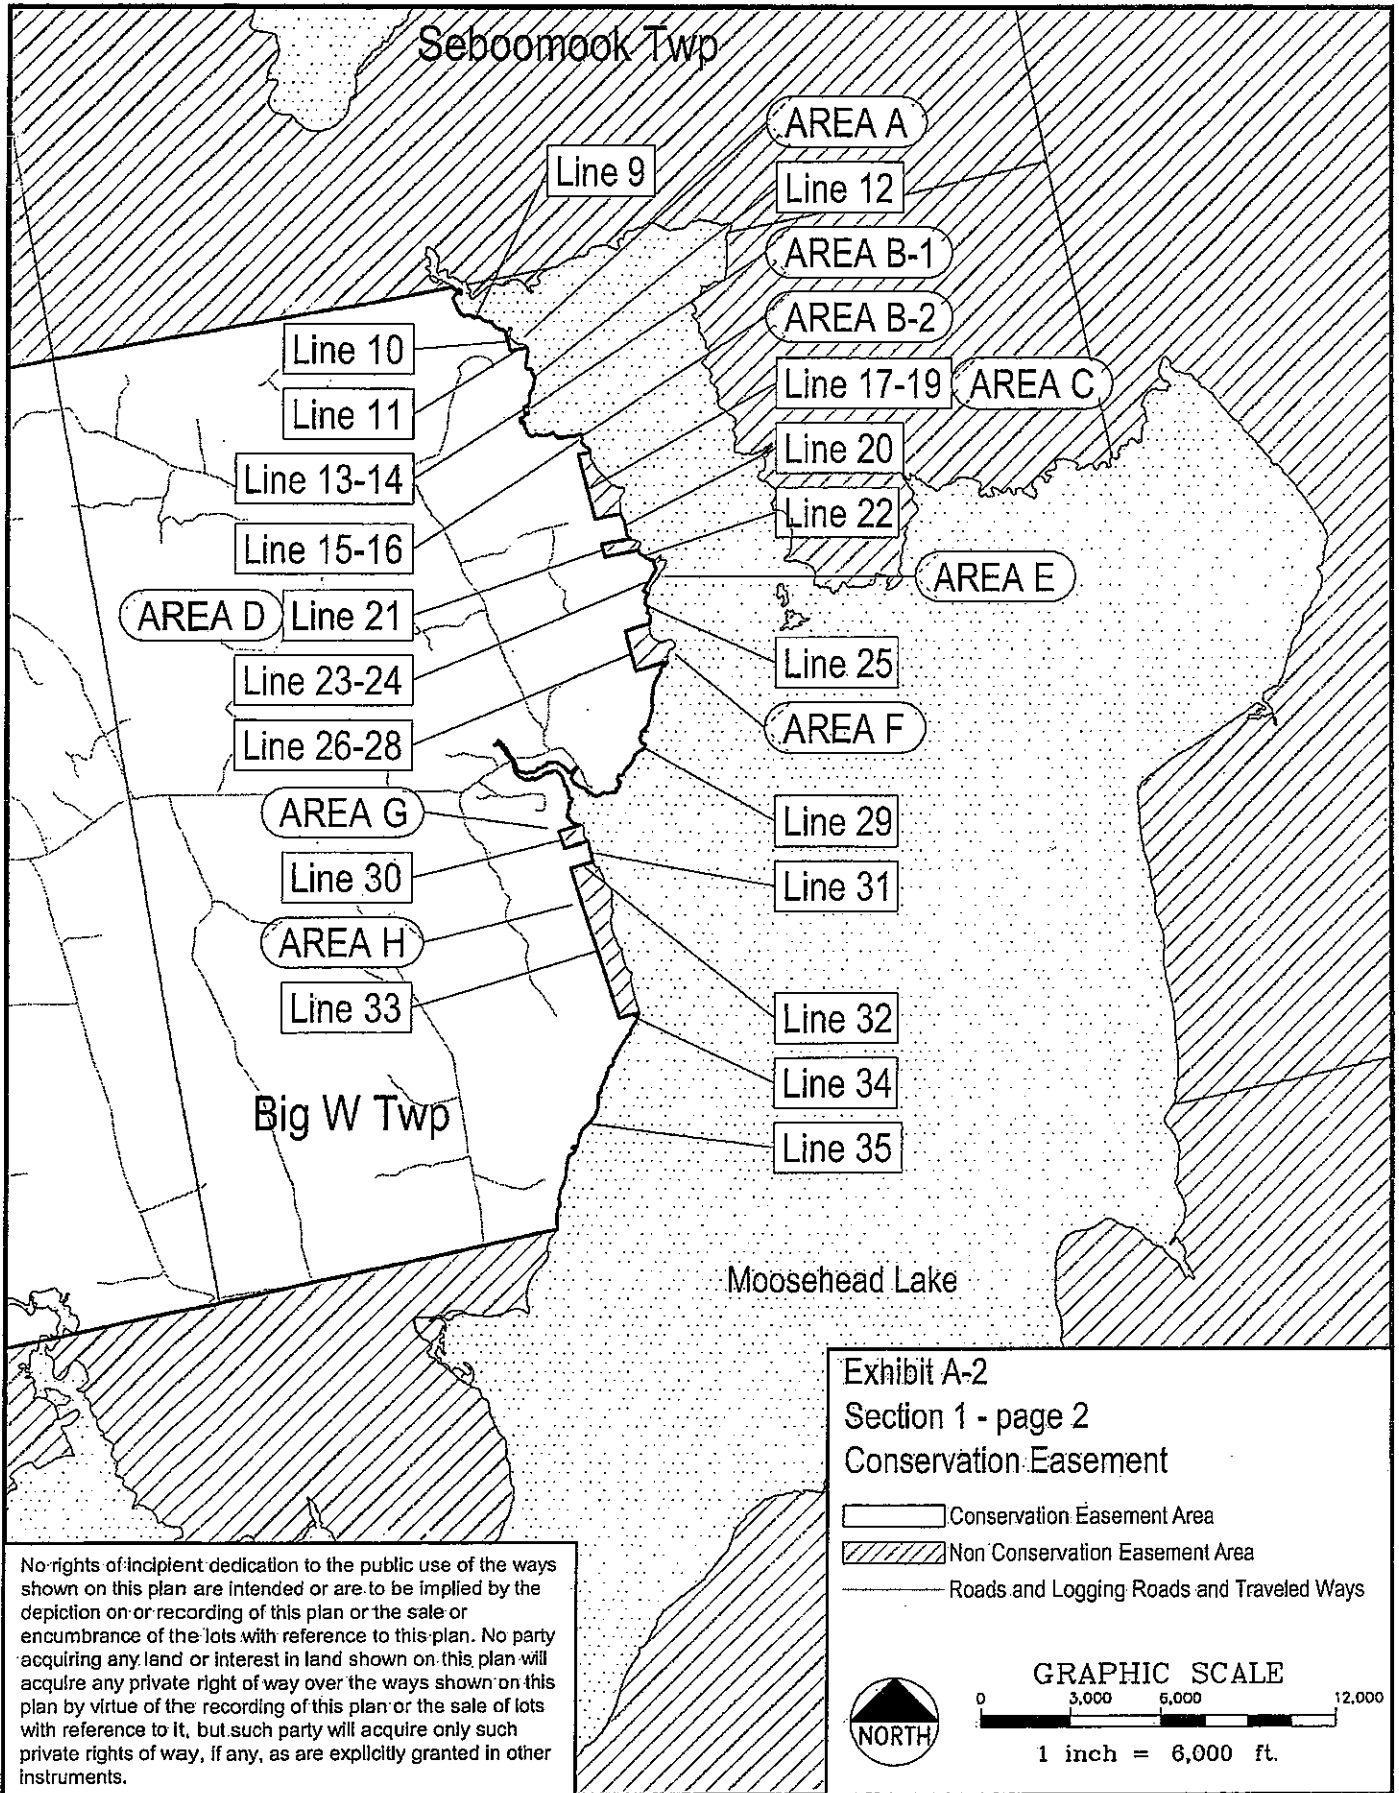 Seboomook Twp
AREA A
Line 9
Line 12
AREA B-1
AREA B-2
Line 10
Line 17-19 AREA C
Line 11
Line 20
Line 13-14
Line 22
Line 15-16
AREA E
AREA D Line 21
Line 25
Line 23-24
AREA F
Line 26-28
AREA G
Line 29
Line 30
Line 31
AREA H
Line 33
Line 32
Line 34
Big W Twp
Line 35
Moosehead Lake
Exhibit A-2
Section 1 - page 2
Conservation Easement
Conservation Easement Area
Non Conservation Easement Area
Roads and Logging Roads and Traveled Ways
No rights of incipient dedication to the public use of the ways
shown on this plan are intended or are to be implied by the
depiction on or recording of this plan or the sale or
encumbrance of the lots with reference to this plan. No party
acquiring any land or interest in land shown on this plan will
acquire any private right of way over the ways shown on this
plan by virtue of the recording of this plan or the sale of lots
with reference to it, but such party will acquire only such
private rights of way, if any, as are explicitly granted in other
instruments.
NORTH
GRAPHIC SCALE
0 3,000 6,000 12,000
1 inch = 6,000 ft.